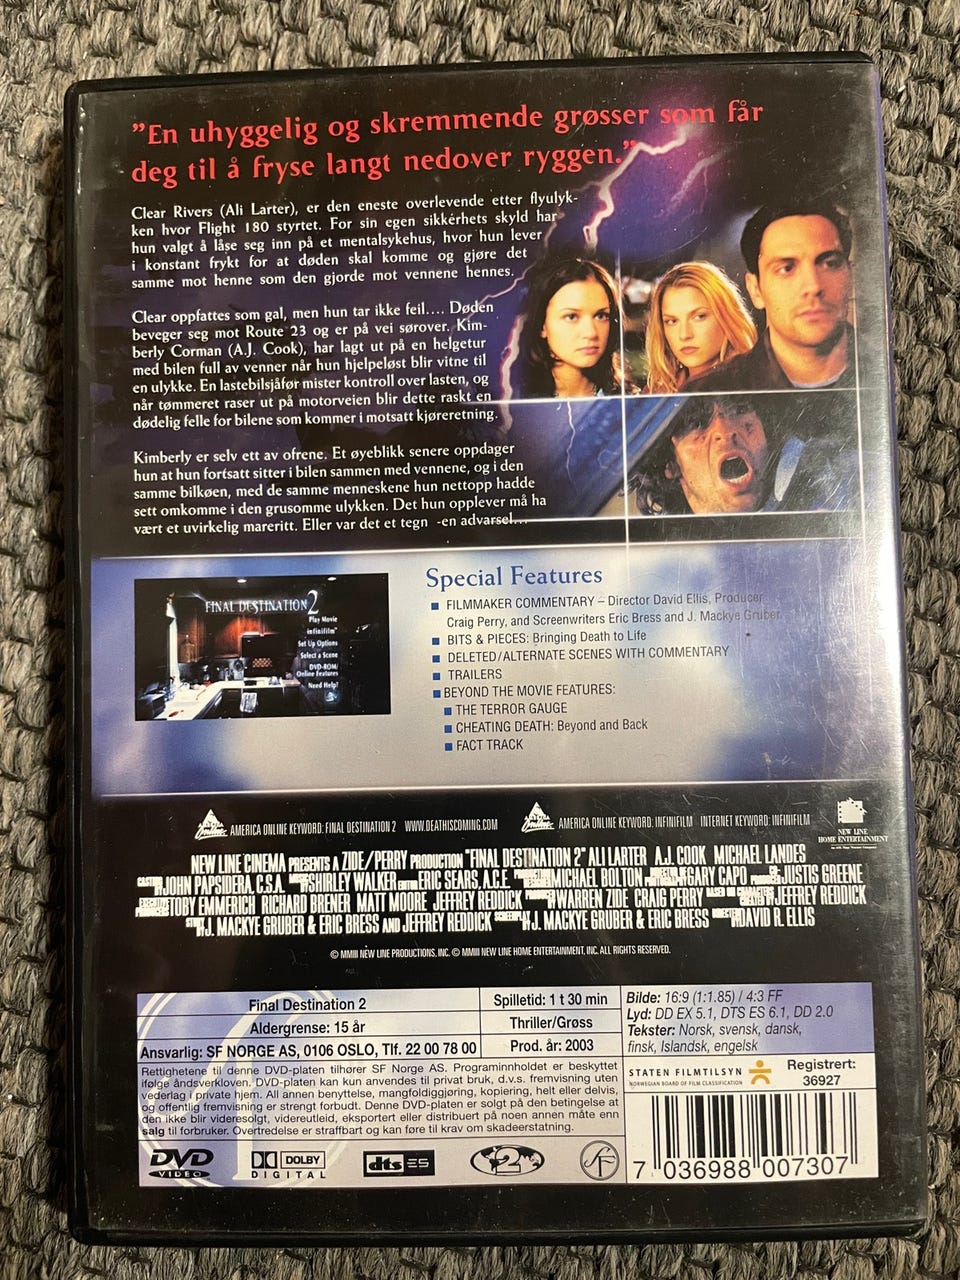 "En uhyggelig og skremmende grøsser som får
deg til å fryse langt nedover ryggen."
Clear Rivers (Ali Larter), er den eneste overlevende etter flyulyk-
ken hvor Flight 180 styrtet. For sin egen sikkerhets skyld har
hun valgt å låse seg inn på et mentalsykehus, hvor hun lever
i konstant frykt for at døden skal komme og gjøre det
samme mot henne som den gjorde mot vennene hennes.
Clear oppfattes som gal, men hun tar ikke feil.... Døden
beveger seg mot Route 23 og er på vei sørover. Kim-
berly Corman (A.J. Cook), har lagt ut på en helgetur
med bilen full av venner når hun hjelpeløst blir vitne til
en ulykke. En lastebilsjåfør mister kontroll over lasten, og
når tømmeret raser ut på motorveien blir dette raskt en
dødelig felle for bilene som kommer i motsatt kjøreretning.
Kimberly er selv ett av ofrene. Et øyeblikk senere oppdager
hun at hun fortsatt sitter i bilen sammen med vennene, og i den
samme bilkøen, med de samme menneskene hun nettopp hadde
sett omkomme i den grusomme ulykken. Det hun opplever må ha
vært et uvirkelig mareritt. Eller var det et tegn -en advarsel...
FINAL DESTINATION 2
Play Movie
infinifilm™
Set Up Options
Select a Scene
DVD-ROM/
Online Features
Need Help?
Special Features
FILMMAKER COMMENTARY – Director David Ellis, Producer
Craig Perry, and Screenwriters Eric Bress and J. Mackye Gruber.
BITS & PIECES: Bringing Death to Life
DELETED/ALTERNATE SCENES WITH COMMENTARY
TRAILERS
BEYOND THE MOVIE FEATURES:
THE TERROR GAUGE
CHEATING DEATH: Beyond and Back
FACT TRACK
AMERICA ONLINE KEYWORD: FINAL DESTINATION 2 WWW.DEATHISCOMING.COM
AMERICA ONLINE KEYWORD: INFINIFILM INTERNET KEYWORD: INFINIFILM
NEW LINE
HOME ENTERTAINMENT
NEW LINE CINEMA PRESENTS A ZIDE/PERRY PRODUCTION "FINAL DESTINATION 2" ALI LARTER A.J. COOK MICHAEL LANDES
JOHN PAPSIDERA, C.S.A. SHIRLEY WALKER EDITOR ERIC SEARS, A.C.E. MICHAEL BOLTON GARY CAPO JUSTIS GREENE
TOBY EMMERICH RICHARD BRENER MATT MOORE JEFFREY REDDICK WARREN ZIDE CRAIG PERRY JEFFREY REDDICK
J. MACKYE GRUBER & ERIC BRESS AND JEFFREY REDDICK J. MACKYE GRUBER & ERIC BRESS DAVID R. ELLIS
© MMIII NEW LINE PRODUCTIONS, INC. © MMIII NEW LINE HOME ENTERTAINMENT, INC. ALL RIGHTS RESERVED.
Final Destination 2
Aldergrense: 15 år
Ansvarlig: SF NORGE AS, 0106 OSLO, Tlf. 22 00 78 00
Spilletid: 1 t 30 min
Thriller/Grøss
Prod. år: 2003
Bilde: 16:9 (1:1.85) / 4:3 FF
Lyd: DD EX 5.1, DTS ES 6.1, DD 2.0
Tekster: Norsk, svensk, dansk,
finsk, Islandsk, engelsk
Rettighetene til denne DVD-platen tilhører SF Norge AS. Programinnholdet er beskyttet
ifølge åndsverkloven. DVD-platen kan kun anvendes til privat bruk, d.v.s. fremvisning uten
vederlag i private hjem. All annen benyttelse, mangfoldiggjøring, kopiering, helt eller delvis,
og offentlig fremvisning er strengt forbudt. Denne DVD-platen er solgt på den betingelse at
den ikke blir videresolgt, videreutleid, eksportert eller distribuert på noen annen måte enn
salg til forbruker. Overtredelse er straffbart og kan føre til krav om skadeerstatning.
STATEN FILMTILSYN
NORWEGIAN BOARD OF FILM CLASSIFICATION
Registrert:
36927
DVD
VIDEO
DOLBY
DIGITAL
dts ES
2
SF
7 036988 007307